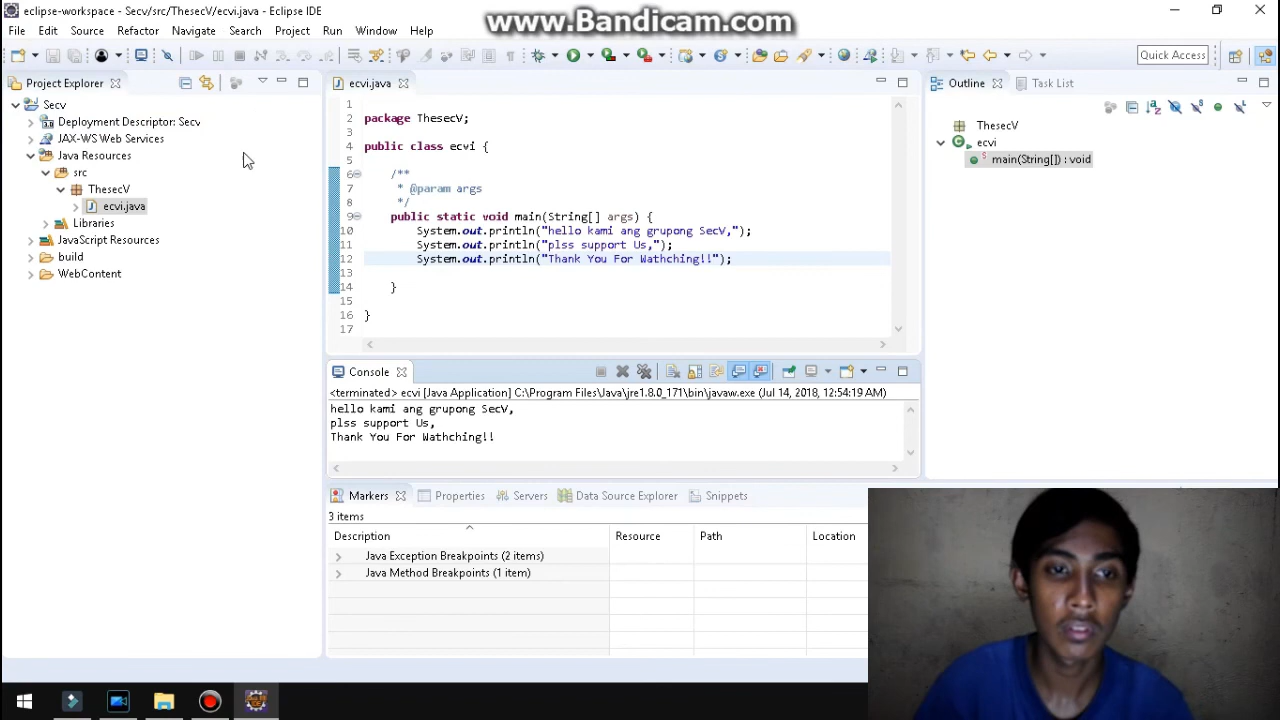 eclipse-workspace - Secv/src/ThesecV/ecvi.java - Eclipse IDE
www.Bandicam.com
File Edit Source Refactor Navigate Search Project Run Window Help
Quick Access
Project Explorer
Secv
Deployment Descriptor: Secv
JAX-WS Web Services
Java Resources
src
ThesecV
ecvi.java
Libraries
JavaScript Resources
build
WebContent
ecvi.java
1
2 package ThesecV;
3
4 public class ecvi {
5
6 /**
7 * @param args
8 */
9 public static void main(String[] args) {
10 System.out.println("hello kami ang grupong SecV,");
11 System.out.println("plss support Us,");
12 System.out.println("Thank You For Wathching!!");
13
14 }
15
16 }
17
Outline Task List
ThesecV
ecvi
main(String[]) : void
Console
<terminated> ecvi [Java Application] C:\Program Files\Java\jre1.8.0_171\bin\javaw.exe (Jul 14, 2018, 12:54:19 AM)
hello kami ang grupong SecV,
plss support Us,
Thank You For Wathching!!
Markers Properties Servers Data Source Explorer Snippets
3 items
Description Resource Path Location
Java Exception Breakpoints (2 items)
Java Method Breakpoints (1 item)